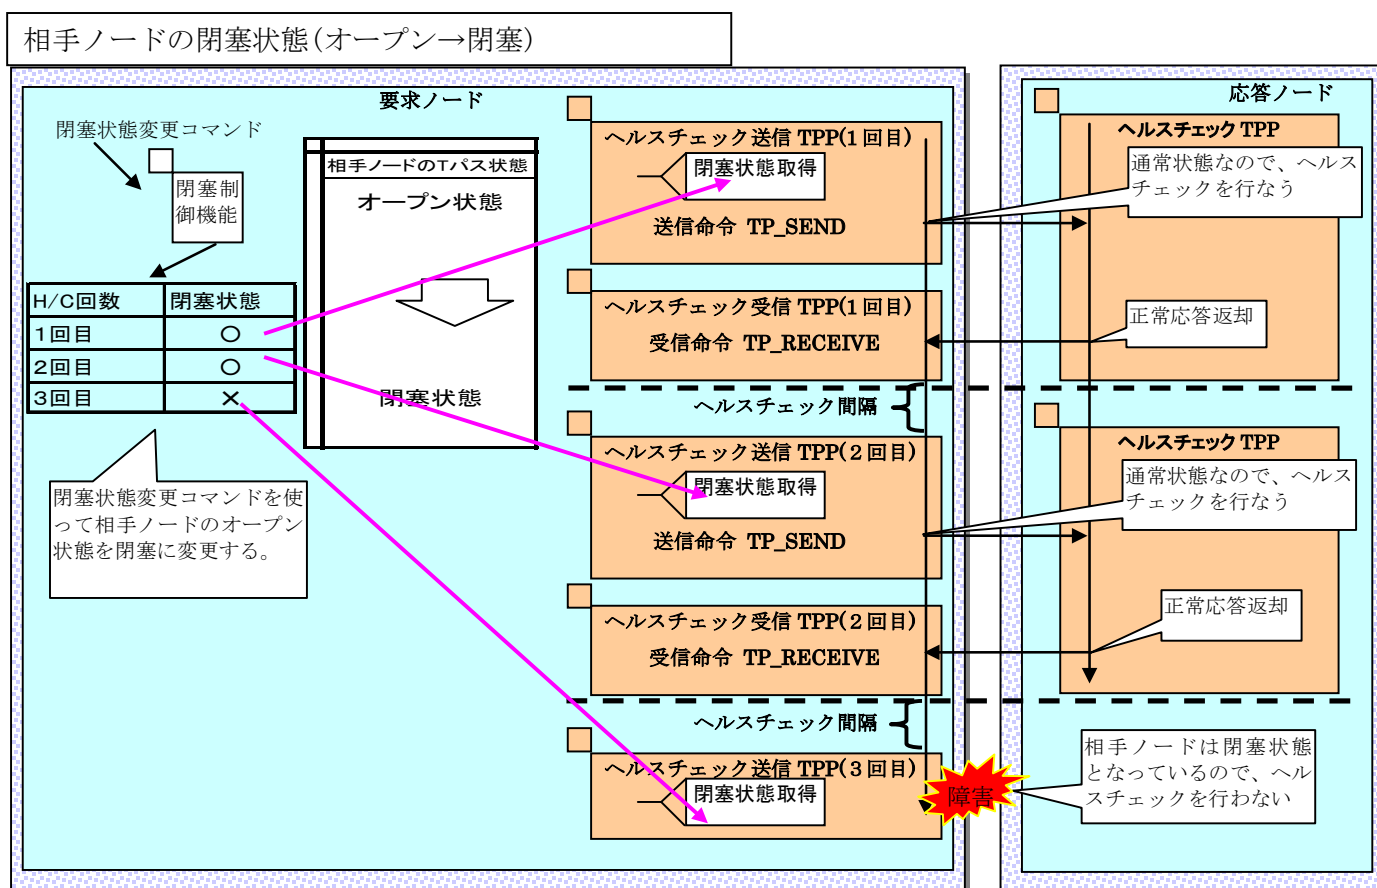 相手ノードの閉塞状態(オープン→閉塞)
要求ノード
閉塞状態変更コマンド
閉塞制
御機能
相手ノードのTパス状態
オープン状態
閉塞状態
H/C回数 閉塞状態
1回目 ○
2回目 ○
3回目 ×
閉塞状態変更コマンドを使
って相手ノードのオープン
状態を閉塞に変更する。
ヘルスチェック送信 TPP(1回目)
閉塞状態取得
送信命令 TP_SEND
ヘルスチェック受信 TPP(1回目)
受信命令 TP_RECEIVE
ヘルスチェック間隔
ヘルスチェック送信 TPP(2回目)
閉塞状態取得
送信命令 TP_SEND
ヘルスチェック受信 TPP(2回目)
受信命令 TP_RECEIVE
ヘルスチェック間隔
ヘルスチェック送信 TPP(3回目)
閉塞状態取得
障害
応答ノード
ヘルスチェック TPP
通常状態なので、ヘルス
チェックを行なう
正常応答返却
ヘルスチェック TPP
通常状態なので、ヘルス
チェックを行なう
正常応答返却
相手ノードは閉塞状態
となっているので、ヘル
スチェックを行わない